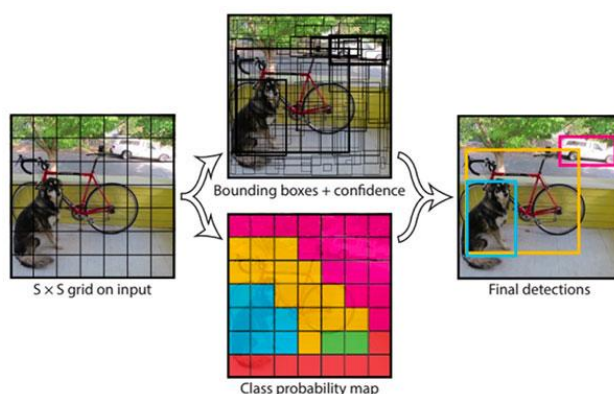 S × S grid on input
Bounding boxes + confidence
Class probability map
Final detections